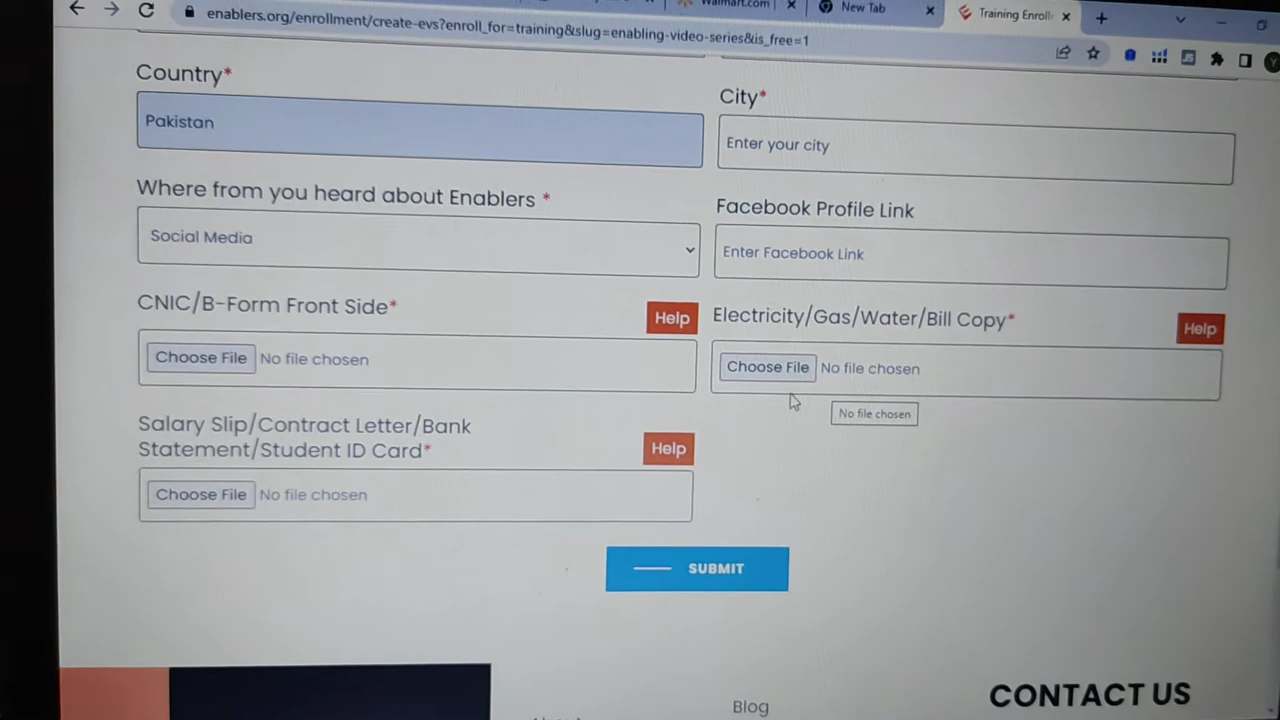 Walmart.com
New Tab
Training Enroll
enablers.org/enrollment/create-evs?enroll_for=training&slug=enabling-video-series&is_free=1
Country*
City*
Pakistan
Enter your city
Where from you heard about Enablers *
Facebook Profile Link
Social Media
Enter Facebook Link
CNIC/B-Form Front Side*
Help
Electricity/Gas/Water/Bill Copy*
Help
Choose File No file chosen
Choose File No file chosen
No file chosen
Salary Slip/Contract Letter/Bank
Statement/Student ID Card*
Help
Choose File No file chosen
SUBMIT
Blog
CONTACT US